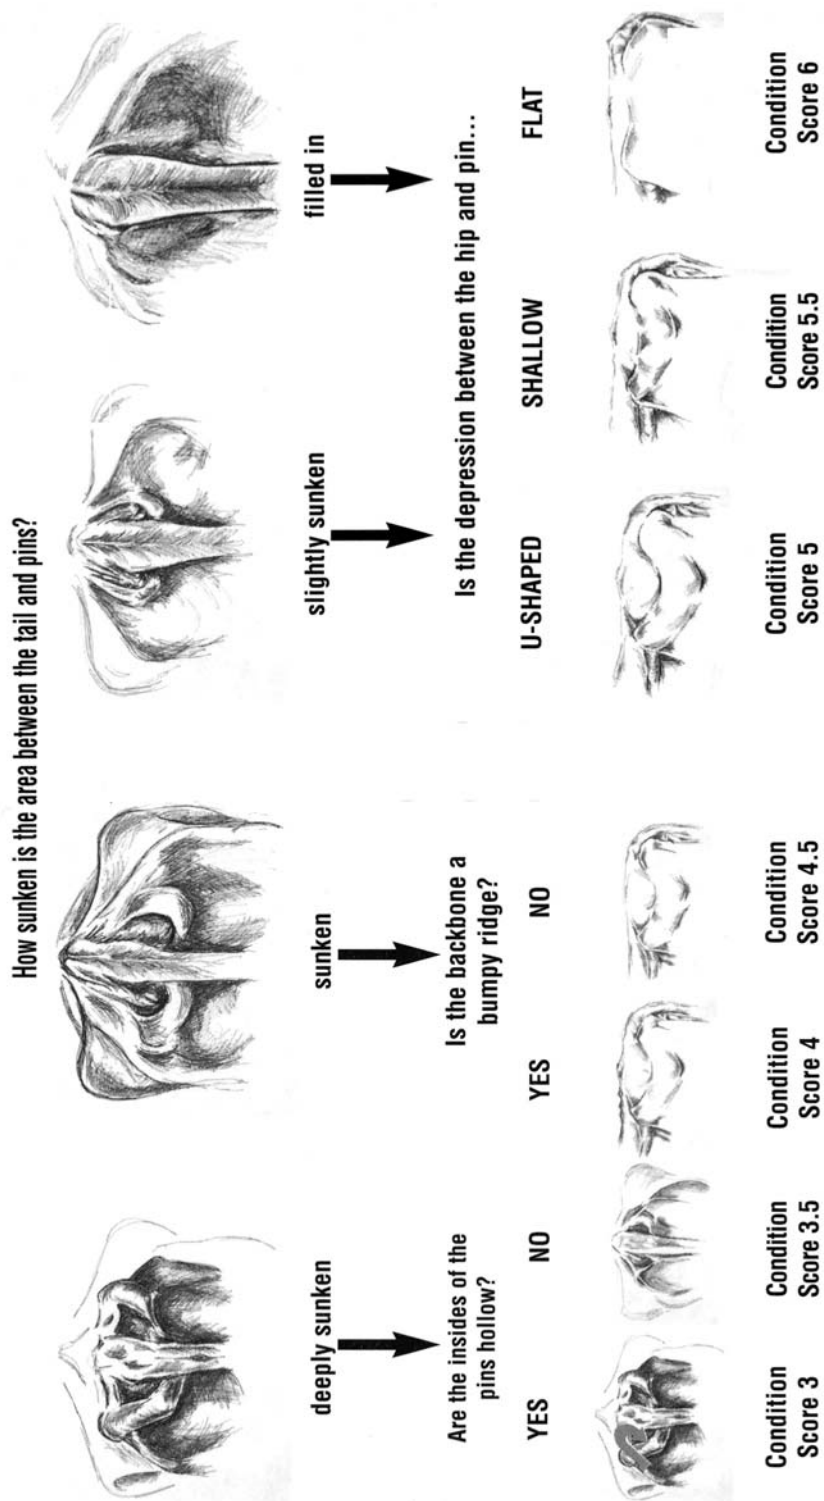 How sunken is the area between the tail and pins?
deeply sunken
sunken
slightly sunken
filled in
Are the insides of the
pins hollow?
Is the backbone a
bumpy ridge?
Is the depression between the hip and pin...
YES
NO
YES
NO
U-SHAPED
SHALLOW
FLAT
Condition
Score 3
Condition
Score 3.5
Condition
Score 4
Condition
Score 4.5
Condition
Score 5
Condition
Score 5.5
Condition
Score 6